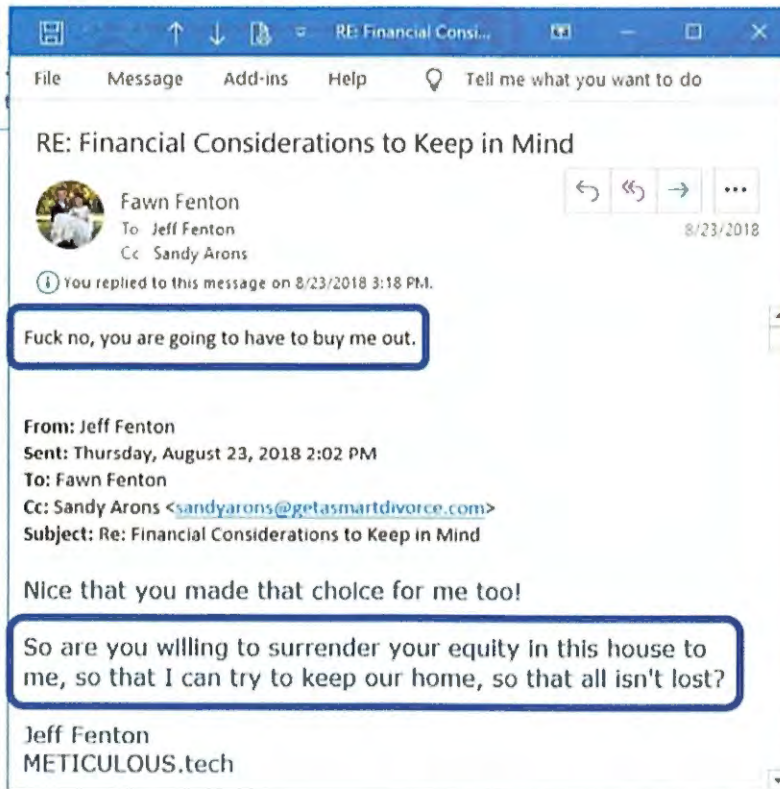 RE: Financial Consi...
File Message Add-ins Help Tell me what you want to do
RE: Financial Considerations to Keep in Mind
Fawn Fenton
To Jeff Fenton
Cc Sandy Arons
8/23/2018
You replied to this message on 8/23/2018 3:18 PM.
Fuck no, you are going to have to buy me out.
From: Jeff Fenton
Sent: Thursday, August 23, 2018 2:02 PM
To: Fawn Fenton
Cc: Sandy Arons <sandyarons@getasmartdivorce.com>
Subject: Re: Financial Considerations to Keep in Mind
Nice that you made that choice for me too!
So are you willing to surrender your equity in this house to
me, so that I can try to keep our home, so that all isn't lost?
Jeff Fenton
METICULOUS.tech